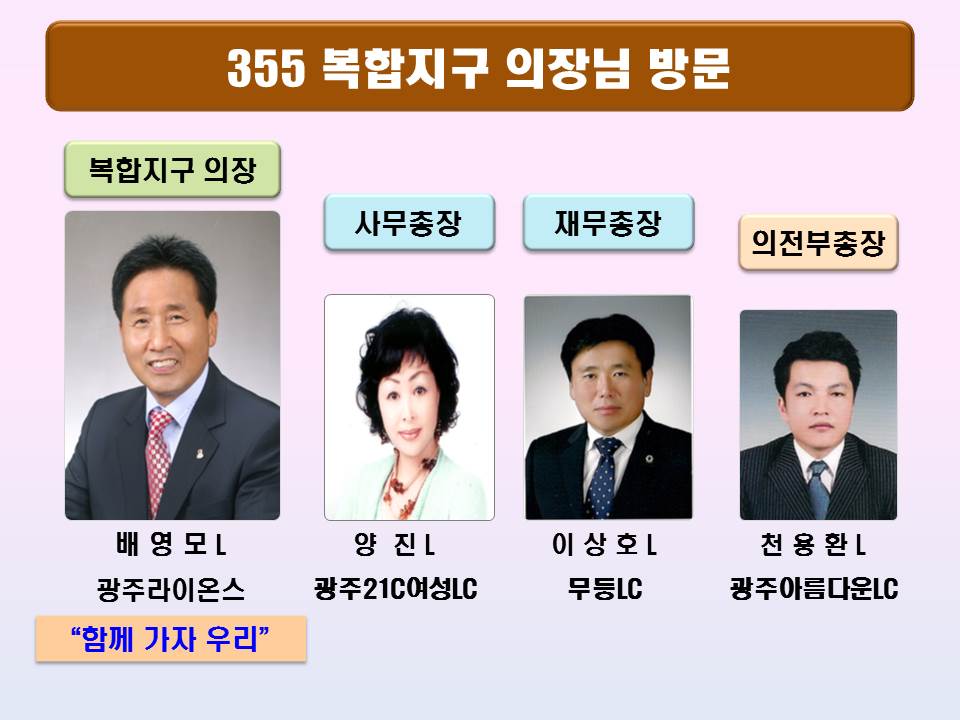 355 복합지구 의장님 방문
복합지구 의장
사무총장
재무총장
의전부총장
배 영 모 L
양 진 L
이 상 호 L
천 용 환 L
광주라이온스
광주21C여성LC
무등LC
광주아름다운LC
“함께 가자 우리”